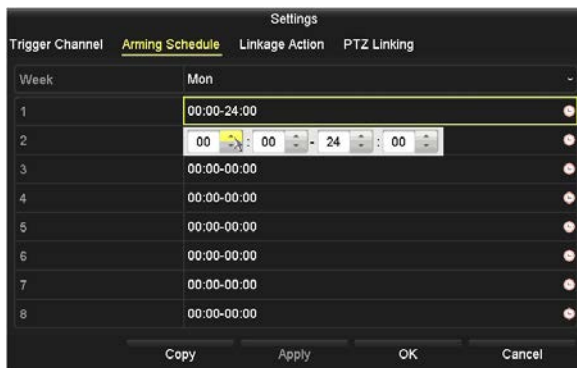 Settings
Trigger Channel Arming Schedule Linkage Action PTZ Linking
Week Mon
1 00:00-24:00
2 00 : 00 - 24 : 00
3 00:00-00:00
4 00:00-00:00
5 00:00-00:00
6 00:00-00:00
7 00:00-00:00
8 00:00-00:00
Copy Apply OK Cancel